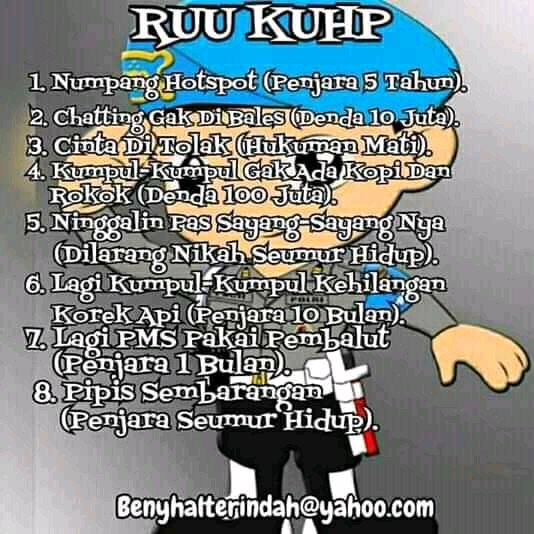 RUU KUHP
1. Numpang Hotspot (Penjara 5 Tahun).
2. Chatting Gak Di Bales (Denda 10 Juta).
3. Cinta Di Tolak (Hukuman Mati).
4. Kumpul-Kumpul Gak Ada Kopi Dan
Rokok (Denda 100 Juta).
5. Ninggalin Pas Sayang-Sayang Nya
(Dilarang Nikah Seumur Hidup).
6. Lagi Kumpul-Kumpul Kehilangan
POLRI
Korek Api (Penjara 10 Bulan).
7. Lagi PMS Pakai Pembalut
(Penjara 1 Bulan).
8. Pipis Sembarangan
(Penjara Seumur Hidup).
Benyhalterindah@yahoo.com